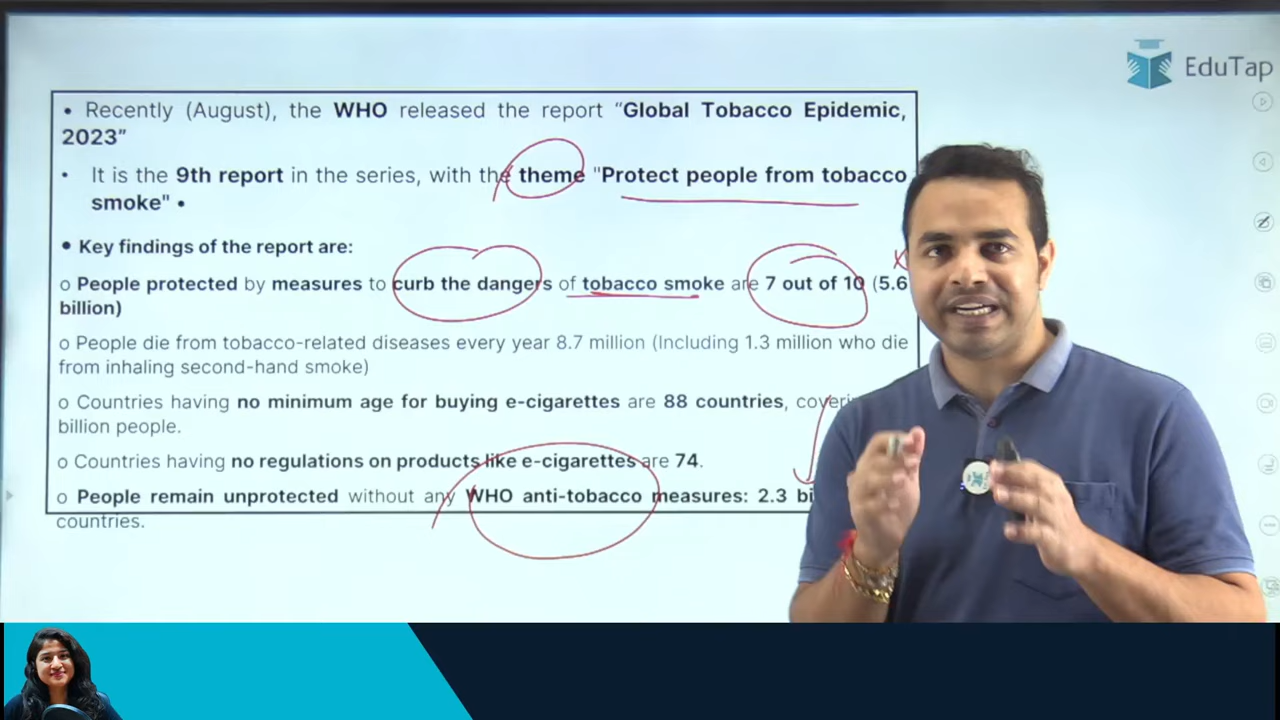 EduTap
• Recently (August), the WHO released the report “Global Tobacco Epidemic,
2023”
• It is the 9th report in the series, with the theme "Protect people from tobacco
smoke" •
• Key findings of the report are:
o People protected by measures to curb the dangers of tobacco smoke are 7 out of 10 (5.6
billion)
o People die from tobacco-related diseases every year 8.7 million (Including 1.3 million who die
from inhaling second-hand smoke)
o Countries having no minimum age for buying e-cigarettes are 88 countries,
billion people.
o Countries having no regulations on products like e-cigarettes are 74.
o People remain unprotected without any WHO anti-tobacco measures: 2.3
countries.